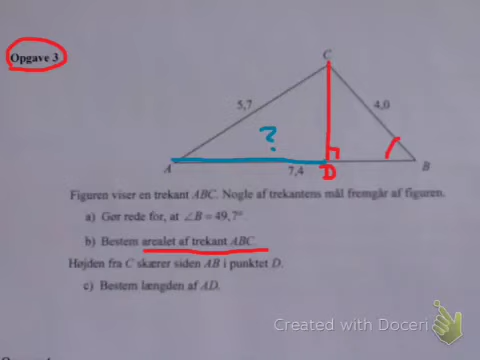 Opgave 3
C
5,7
4,0
?
A
7,4
D
B
Figuren viser en trekant ABC. Nogle af trekantens mål fremgår af figuren.
a) Gør rede for, at ∠B = 49,7°
b) Bestem arealet af trekant ABC.
Højden fra C skærer siden AB i punktet D.
c) Bestem længden af AD.
Created with Doceri